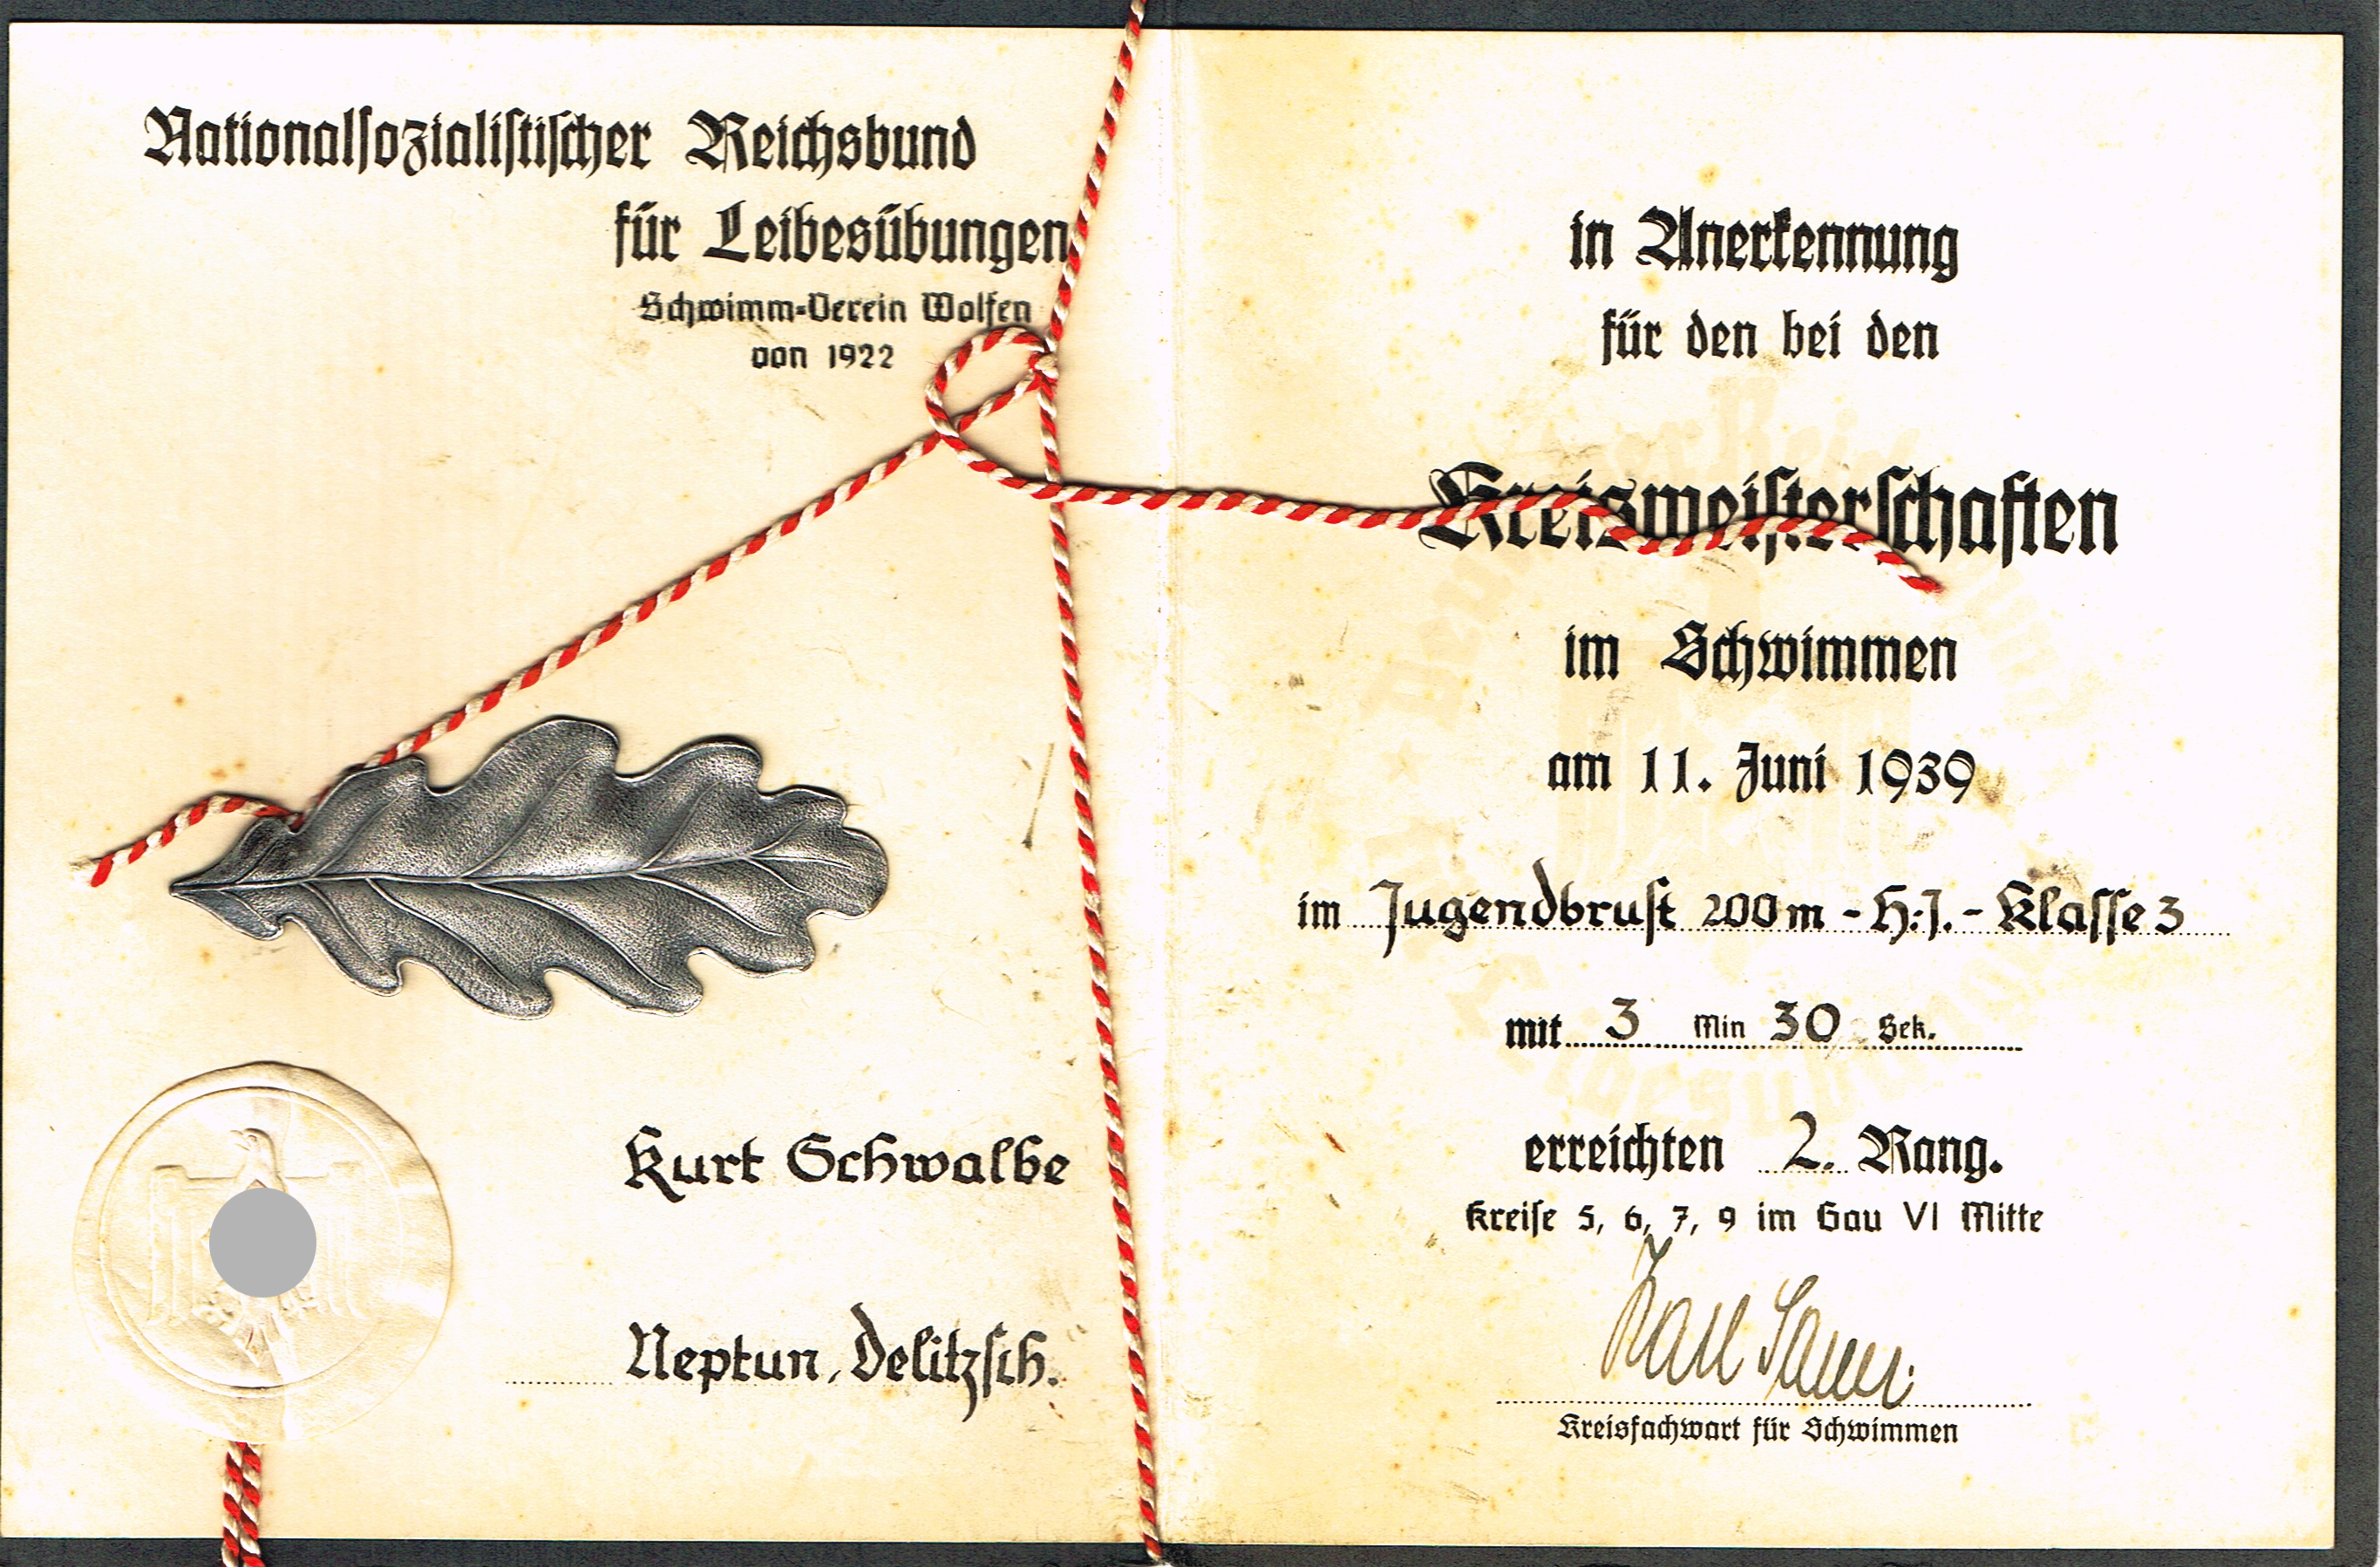 Nationalſozialiſtiſcher Reichsbund
für Leibesübungen
Schwimm-Verein Wolfen
von 1922
Kurt Schwalbe
Neptun, Delitzſch.
in Anerkennung
für den bei den
Kreismeiſterſchaften
im Schwimmen
am 11. Juni 1939
im Jugendbruſt 200m - H.J. - Klaſſe 3
mit 3 Min 30 Sek.
erreichten 2. Rang.
Kreiſe 5, 6, 7, 9 im Gau VI Mitte
Kreisfachwart für Schwimmen